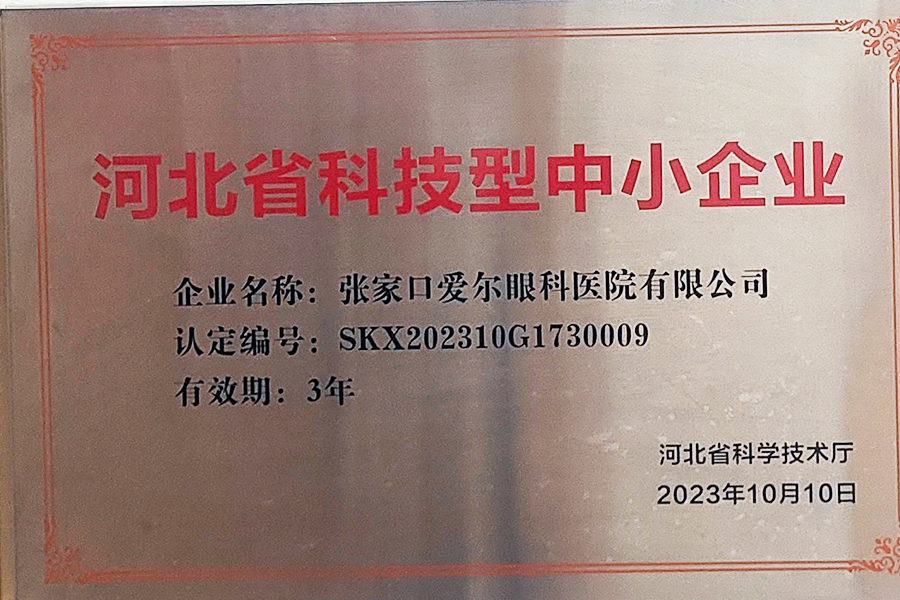 河北省科技型中小企业
企业名称：张家口爱尔眼科医院有限公司
认定编号：SKX202310G1730009
有效期：3年
河北省科学技术厅
2023年10月10日